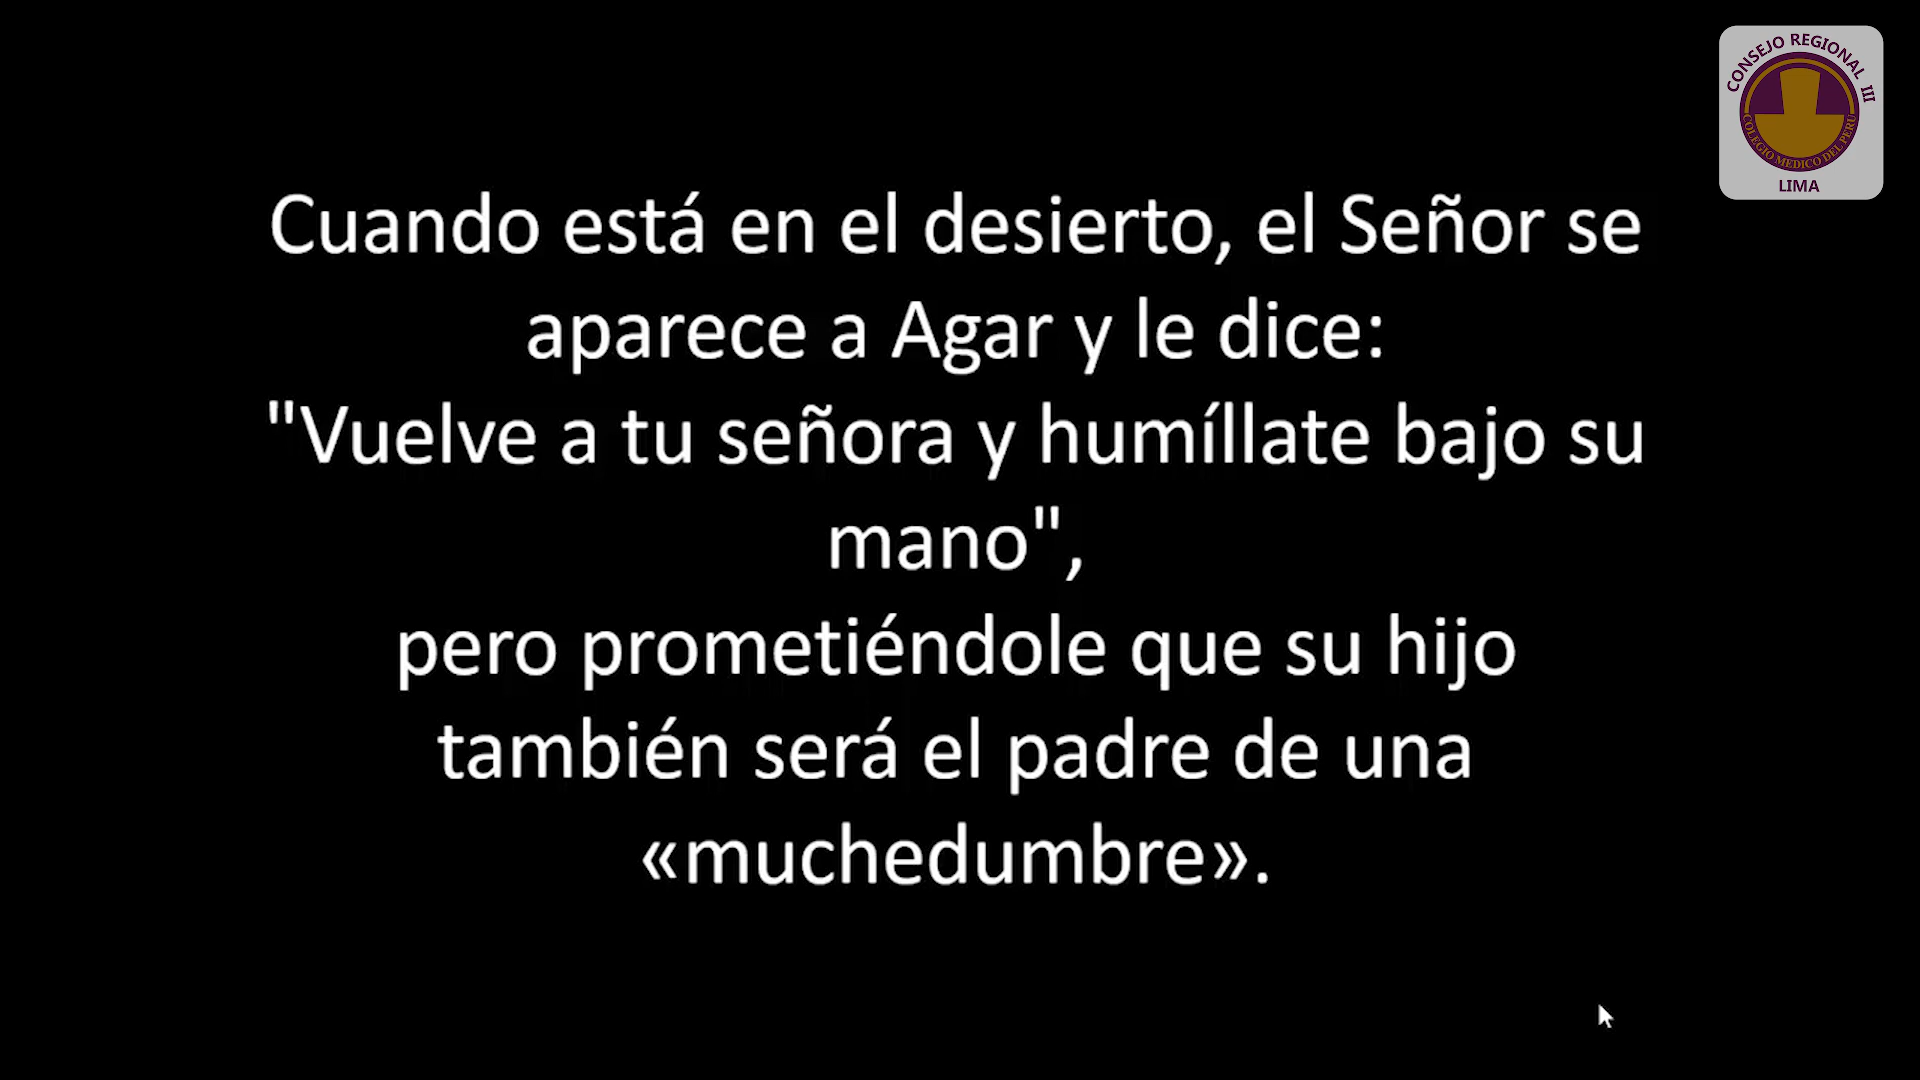 CONSEJO REGIONAL III
COLEGIO MEDICO DEL PERU
LIMA
Cuando está en el desierto, el Señor se
aparece a Agar y le dice:
"Vuelve a tu señora y humíllate bajo su
mano",
pero prometiéndole que su hijo
también será el padre de una
«muchedumbre».